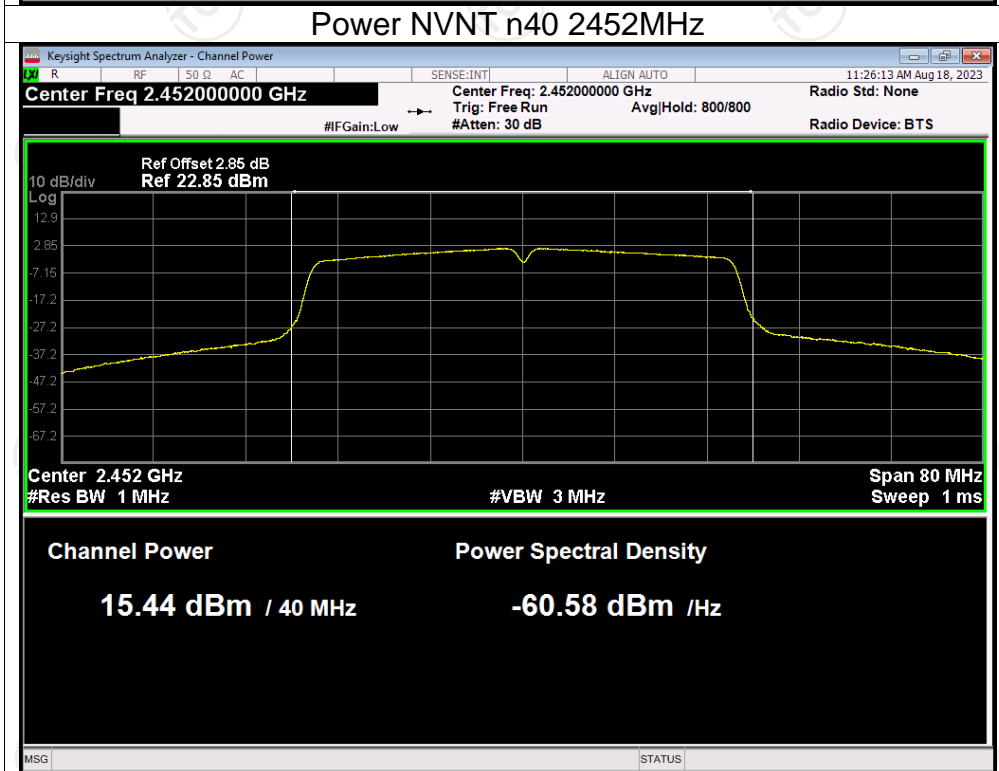 Power NVNT n40 2452MHz
Keysight Spectrum Analyzer - Channel Power
LXI R RF 50 Ω AC SENSE:INT ALIGN AUTO 11:26:13 AM Aug 18, 2023
Center Freq 2.452000000 GHz Center Freq: 2.452000000 GHz Radio Std: None
Trig: Free Run Avg|Hold: 800/800
#IFGain:Low #Atten: 30 dB Radio Device: BTS
Ref Offset 2.85 dB
10 dB/div Ref 22.85 dBm
Log
12.9
2.85
-7.15
-17.2
-27.2
-37.2
-47.2
-57.2
-67.2
Center 2.452 GHz Span 80 MHz
#Res BW 1 MHz #VBW 3 MHz Sweep 1 ms
Channel Power Power Spectral Density
15.44 dBm / 40 MHz -60.58 dBm /Hz
MSG STATUS